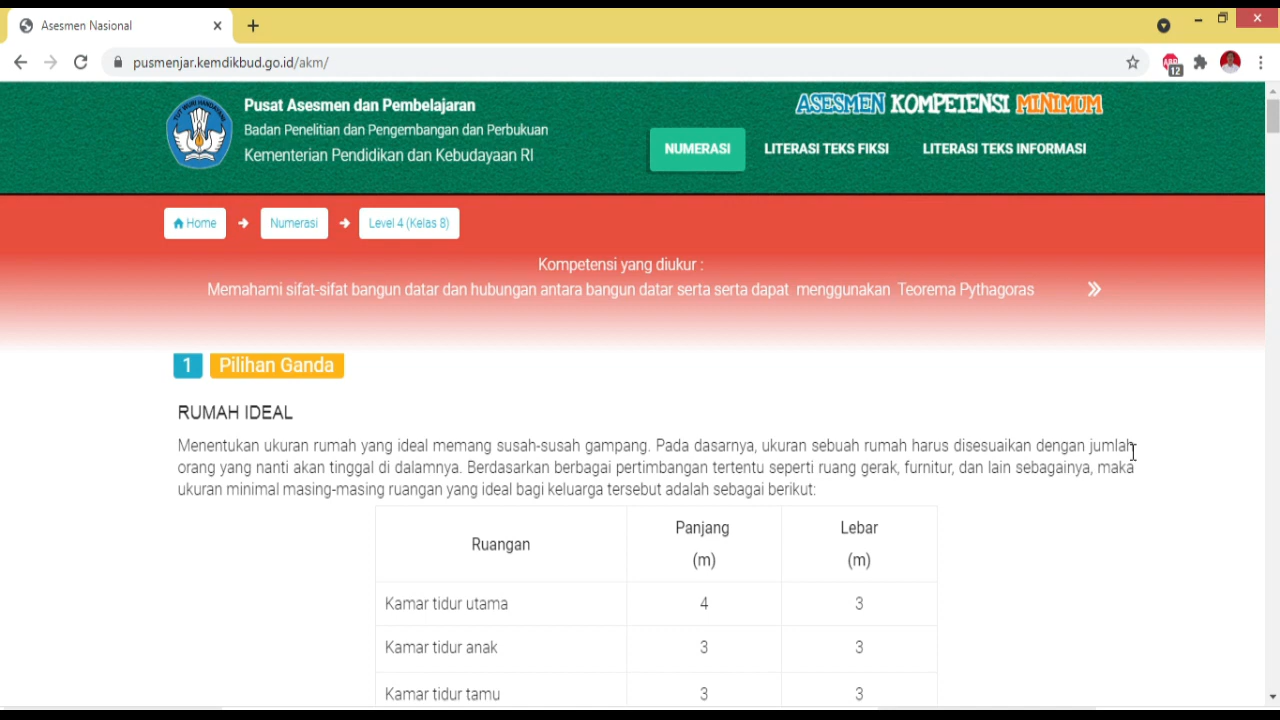 Asesmen Nasional
pusmenjar.kemdikbud.go.id/akm/
ABP
12
TUT WURI HANDAYANI
Pusat Asesmen dan Pembelajaran
Badan Penelitian dan Pengembangan dan Perbukuan
Kementerian Pendidikan dan Kebudayaan RI
ASESMEN KOMPETENSI MINIMUM
NUMERASI LITERASI TEKS FIKSI LITERASI TEKS INFORMASI
Home Numerasi Level 4 (Kelas 8)
Kompetensi yang diukur :
Memahami sifat-sifat bangun datar dan hubungan antara bangun datar serta serta dapat menggunakan Teorema Pythagoras
1 Pilihan Ganda
RUMAH IDEAL
Menentukan ukuran rumah yang ideal memang susah-susah gampang. Pada dasarnya, ukuran sebuah rumah harus disesuaikan dengan jumlah
orang yang nanti akan tinggal di dalamnya. Berdasarkan berbagai pertimbangan tertentu seperti ruang gerak, furnitur, dan lain sebagainya, maka
ukuran minimal masing-masing ruangan yang ideal bagi keluarga tersebut adalah sebagai berikut:
Ruangan Panjang (m) Lebar (m)
Kamar tidur utama 4 3
Kamar tidur anak 3 3
Kamar tidur tamu 3 3